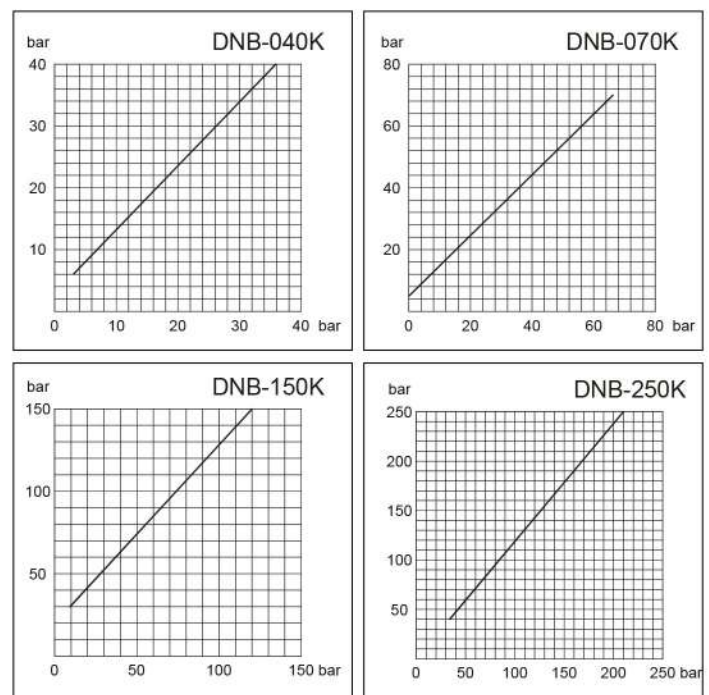 bar DNB-040K
40
30
20
10
0 10 20 30 40 bar
bar DNB-070K
80
60
40
20
0 20 40 60 80 bar
bar DNB-150K
150
100
50
0 50 100 150 bar
bar DNB-250K
250
200
150
100
50
0 50 100 150 200 250 bar